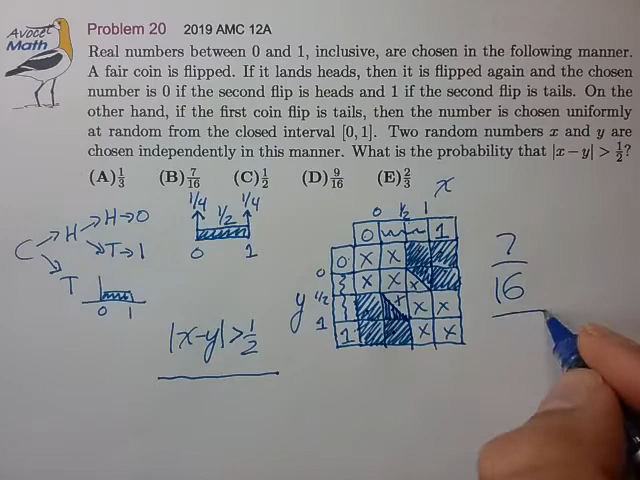 Avocet
Math
Problem 20 2019 AMC 12A
Real numbers between 0 and 1, inclusive, are chosen in the following manner.
A fair coin is flipped. If it lands heads, then it is flipped again and the chosen
number is 0 if the second flip is heads and 1 if the second flip is tails. On the
other hand, if the first coin flip is tails, then the number is chosen uniformly
at random from the closed interval [0, 1]. Two random numbers x and y are
chosen independently in this manner. What is the probability that |x − y| > 1/2?
(A) 1/3 (B) 7/16 (C) 1/2 (D) 9/16 (E) 2/3
C H H→0
T→1
T
0 1
1/4 1/2 1/4
0 1
|x-y|>1/2
x
0 1/2 1
0 1
0 x x
0 x x x
1/2 x x x
1 1 x x
y
7/16